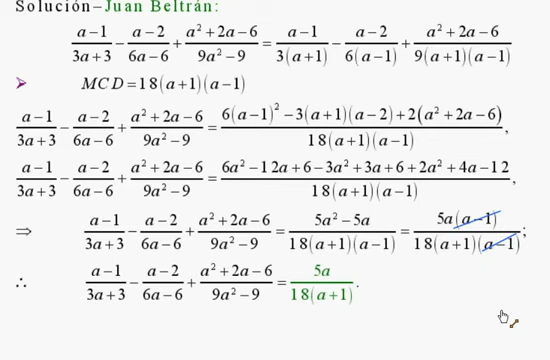 Solución–Juan Beltrán:
(a−1)/(3a+3) − (a−2)/(6a−6) + (a²+2a−6)/(9a²−9) = (a−1)/(3(a+1)) − (a−2)/(6(a−1)) + (a²+2a−6)/(9(a+1)(a−1))
➢ MCD=18(a+1)(a−1)
(a−1)/(3a+3) − (a−2)/(6a−6) + (a²+2a−6)/(9a²−9) = (6(a−1)²−3(a+1)(a−2)+2(a²+2a−6))/(18(a+1)(a−1)),
(a−1)/(3a+3) − (a−2)/(6a−6) + (a²+2a−6)/(9a²−9) = (6a²−12a+6−3a²+3a+6+2a²+4a−12)/(18(a+1)(a−1)),
⇒ (a−1)/(3a+3) − (a−2)/(6a−6) + (a²+2a−6)/(9a²−9) = (5a²−5a)/(18(a+1)(a−1)) = (5a(a−1))/(18(a+1)(a−1));
∴ (a−1)/(3a+3) − (a−2)/(6a−6) + (a²+2a−6)/(9a²−9) = 5a/(18(a+1)).